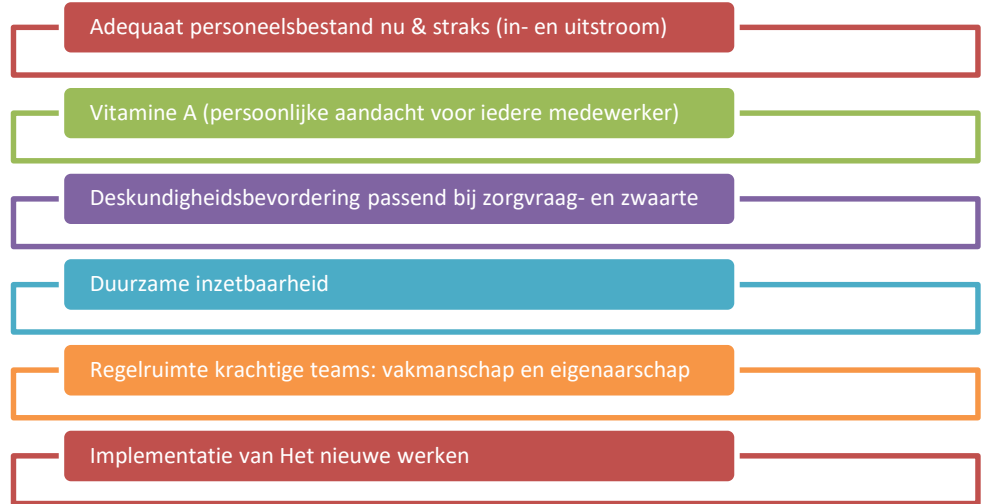 Adequaat personeelsbestand nu & straks (in- en uitstroom)
Vitamine A (persoonlijke aandacht voor iedere medewerker)
Deskundigheidsbevordering passend bij zorgvraag- en zwaarte
Duurzame inzetbaarheid
Regelruimte krachtige teams: vakmanschap en eigenaarschap
Implementatie van Het nieuwe werken